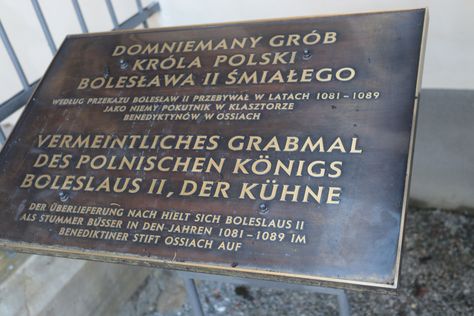 DOMNIEMANY GRÓB
KRÓLA POLSKI
BOLESŁAWA II ŚMIAŁEGO
WEDŁUG PRZEKAZU BOLESŁAW II PRZEBYWAŁ W LATACH 1081-1089
JAKO NIEMY POKUTNIK W KLASZTORZE
BENEDYKTYNÓW W OSSIACH
VERMEINTLICHES GRABMAL
DES POLNISCHEN KÖNIGS
BOLESLAUS II, DER KÜHNE
DER ÜBERLIEFERUNG NACH HIELT SICH BOLESLAUS II
ALS STUMMER BÜSSER IN DEN JAHREN 1081-1089 IM
BENEDIKTINER STIFT OSSIACH AUF